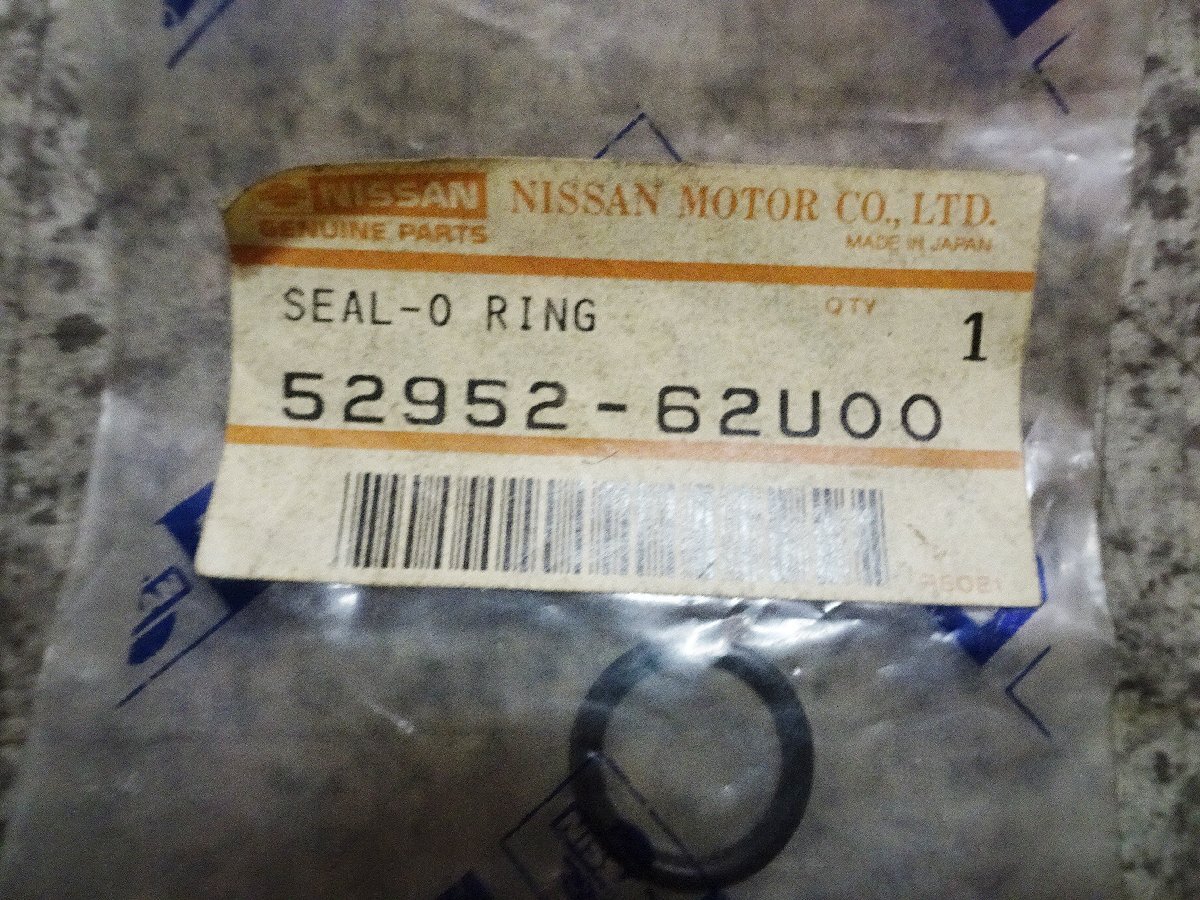 NISSAN
GENUINE PARTS
NISSAN MOTOR CO., LTD.
MADE IN JAPAN
SEAL-O RING
QTY
1
52952-62U00